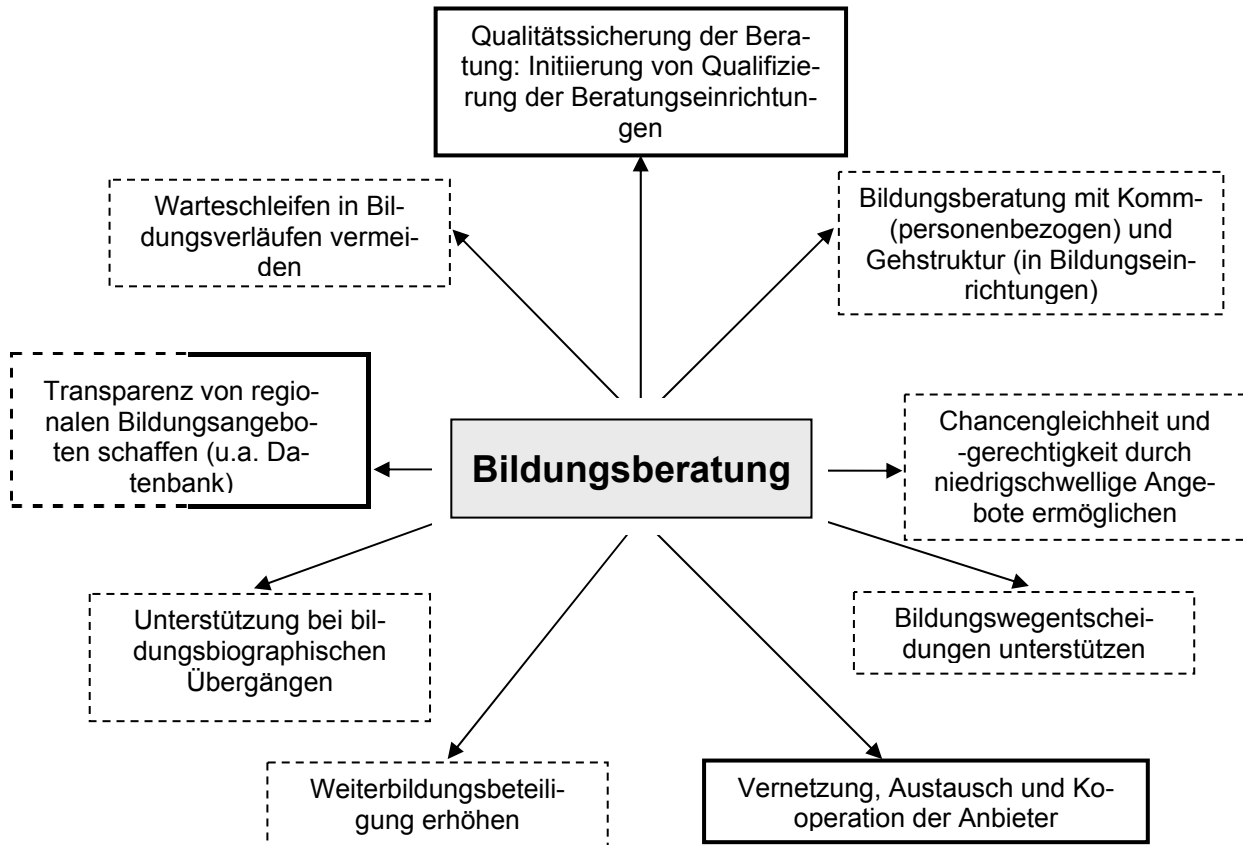 Qualitätssicherung der Bera-
tung: Initiierung von Qualifizie-
rung der Beratungseinrichtun-
gen
Warteschleifen in Bil-
dungsverläufen vermei-
den
Bildungsberatung mit Komm-
(personenbezogen) und
Gehstruktur (in Bildungsein-
richtungen)
Transparenz von regio-
nalen Bildungsangebo-
ten schaffen (u.a. Da-
tenbank)
Bildungsberatung
Chancengleichheit und
-gerechtigkeit durch
niedrigschwellige Ange-
bote ermöglichen
Unterstützung bei bil-
dungsbiographischen
Übergängen
Bildungswegentschei-
dungen unterstützen
Weiterbildungsbeteili-
gung erhöhen
Vernetzung, Austausch und Ko-
operation der Anbieter